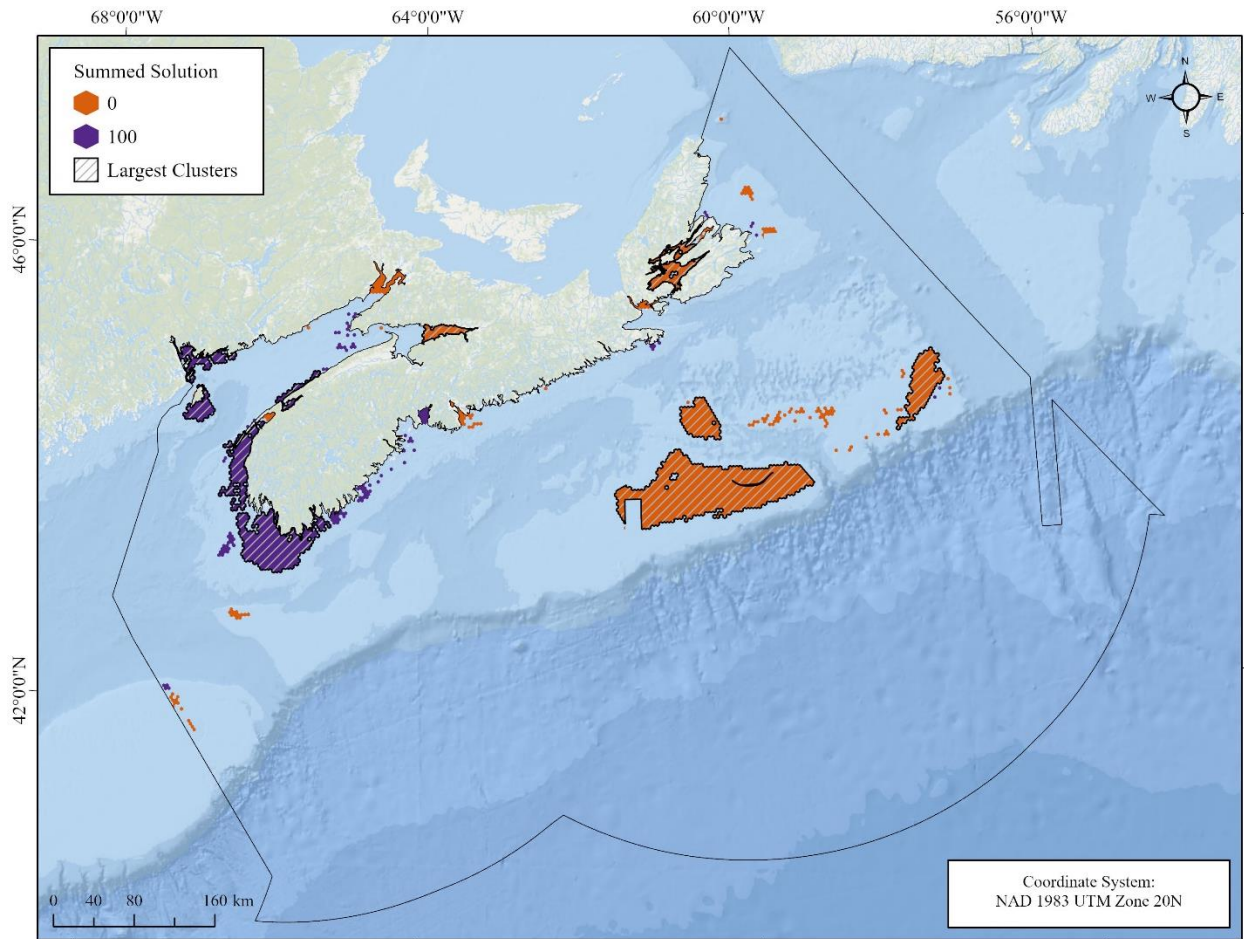 68°0'0"W 64°0'0"W 60°0'0"W 56°0'0"W
Summed Solution
0
100
Largest Clusters
N
W E
S
46°0'0"N
42°0'0"N
0 40 80 160 km
Coordinate System:
NAD 1983 UTM Zone 20N